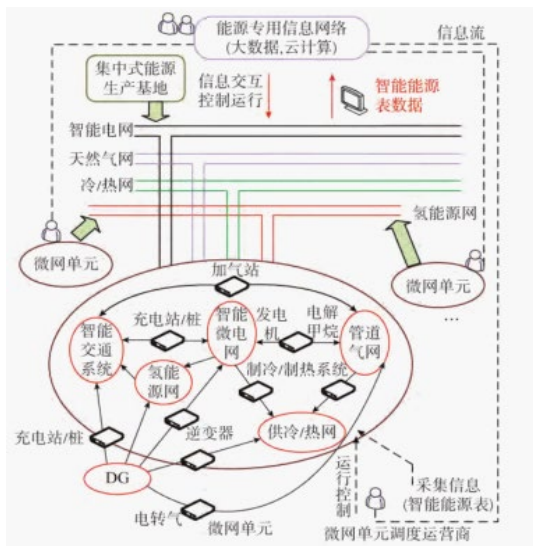 能源专用信息网络
(大数据,云计算)
信息流
集中式能源
生产基地
信息交互
控制运行
智能能源
表数据
智能电网
天然气网
冷/热网
氢能源网
微网单元
微网单元
…
加气站
充电站/桩
智能
微电
网
发电
机
电解
甲烷
智能
交通
系统
管道
气网
氢能
源网
制冷/制热系统
充电站/桩
逆变器
供冷/热网
DG
运行控制
采集信息
(智能能源表)
电转气
微网单元
微网单元调度运营商